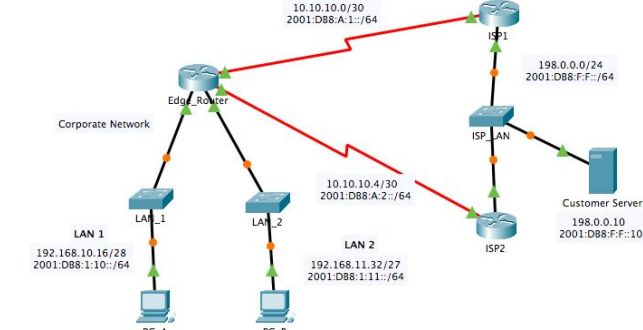 10.10.10.0/30
2001:DB8:A:1::/64
ISP1
198.0.0.0/24
2001:DB8:F:F::/64
Edge_Router
Corporate Network
ISP_LAN
10.10.10.4/30
2001:DB8:A:2::/64
Customer Server
198.0.0.10
2001:DB8:F:F::10
LAN_1
LAN_2
ISP2
LAN 1
192.168.10.16/28
2001:DB8:1:10::/64
LAN 2
192.168.11.32/27
2001:DB8:1:11::/64